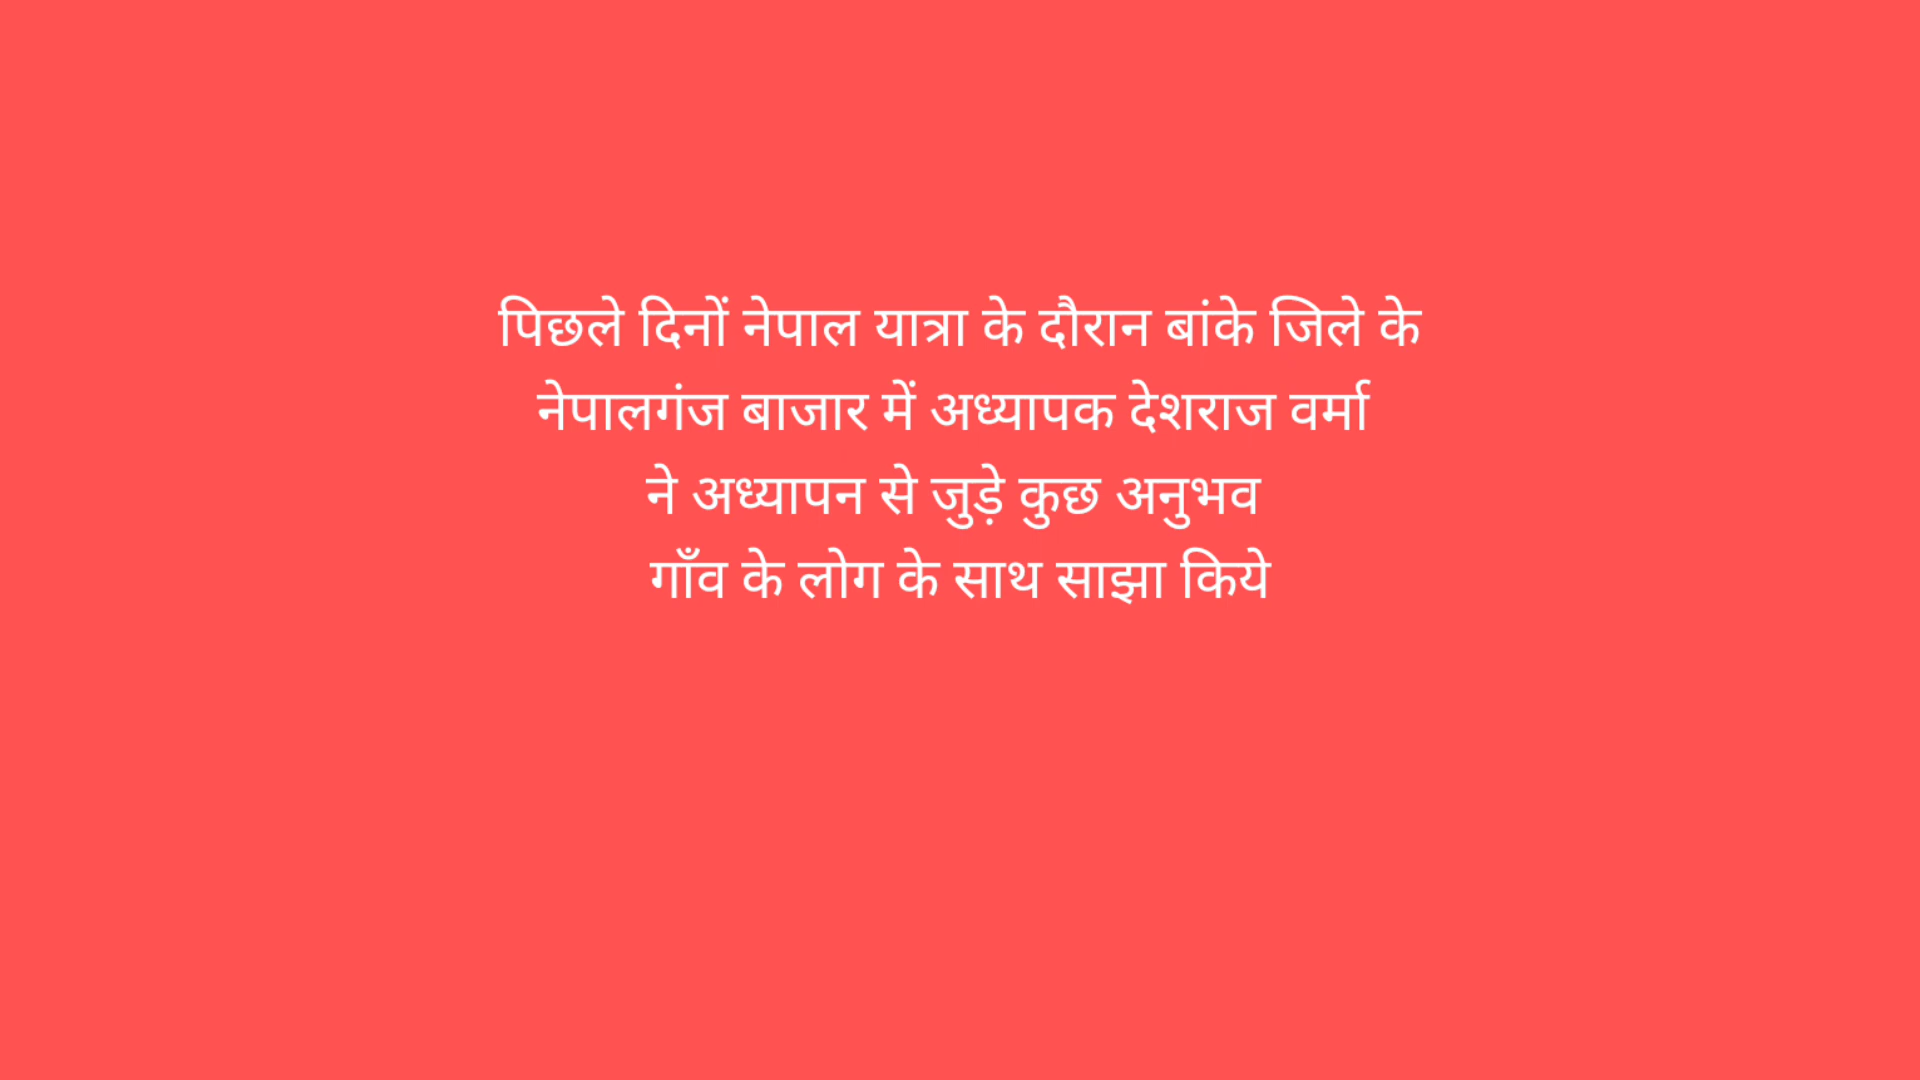 पिछले दिनों नेपाल यात्रा के दौरान बांके जिले के
नेपालगंज बाजार में अध्यापक देशराज वर्मा
ने अध्यापन से जुड़े कुछ अनुभव
गाँव के लोग के साथ साझा किये